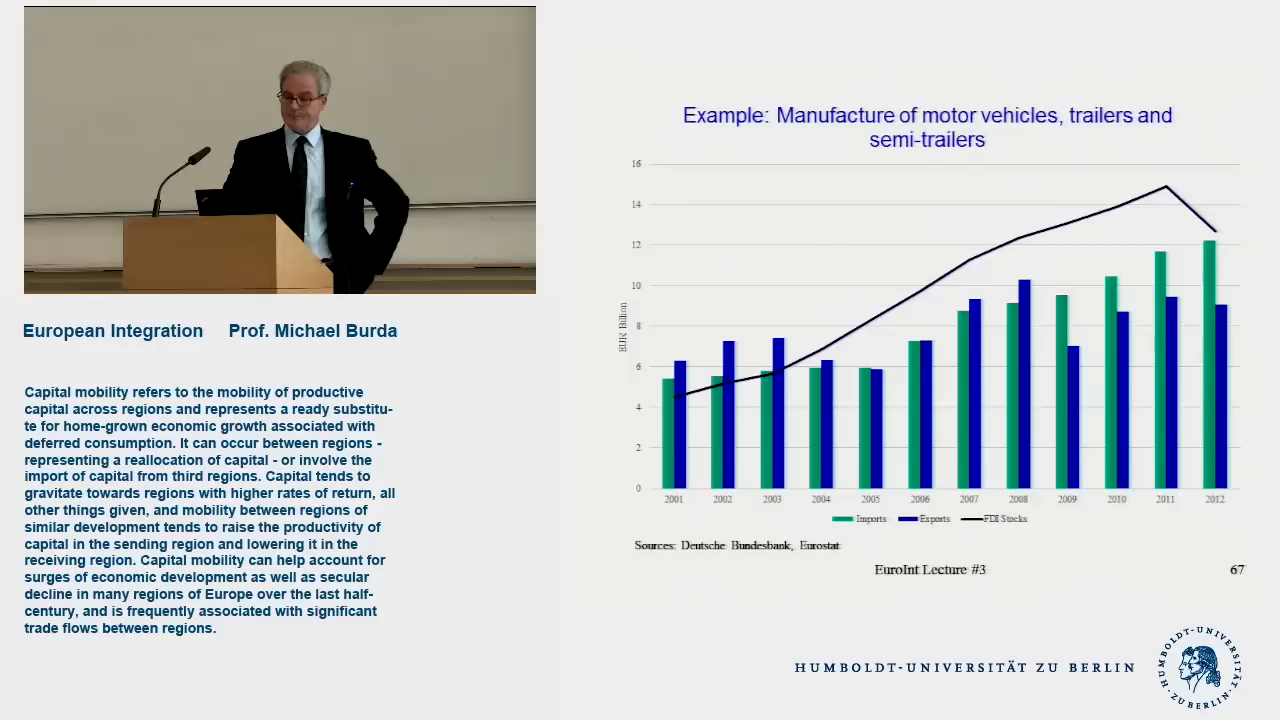 European Integration Prof. Michael Burda
Capital mobility refers to the mobility of productive
capital across regions and represents a ready substitu-
te for home-grown economic growth associated with
deferred consumption. It can occur between regions -
representing a reallocation of capital - or involve the
import of capital from third regions. Capital tends to
gravitate towards regions with higher rates of return, all
other things given, and mobility between regions of
similar development tends to raise the productivity of
capital in the sending region and lowering it in the
receiving region. Capital mobility can help account for
surges of economic development as well as secular
decline in many regions of Europe over the last half-
century, and is frequently associated with significant
trade flows between regions.
Example: Manufacture of motor vehicles, trailers and
semi-trailers
EUR Billion
16
14
12
10
8
6
4
2
0
2001 2002 2003 2004 2005 2006 2007 2008 2009 2010 2011 2012
Imports Exports FDI Stocks
Sources: Deutsche Bundesbank, Eurostat
EuroInt Lecture #3 67
HUMBOLDT-UNIVERSITÄT ZU BERLIN
HUMBOLDT-UNIVERSITÄT
ZU BERLIN